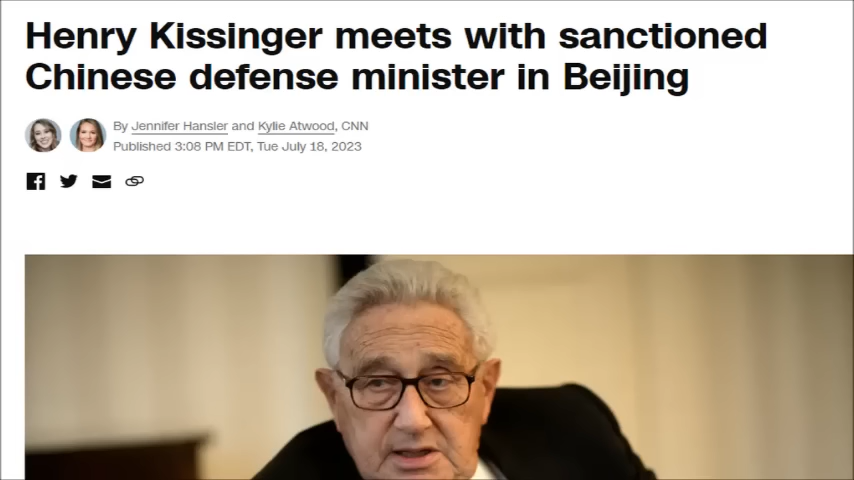 Henry Kissinger meets with sanctioned
Chinese defense minister in Beijing
By Jennifer Hansler and Kylie Atwood, CNN
Published 3:08 PM EDT, Tue July 18, 2023